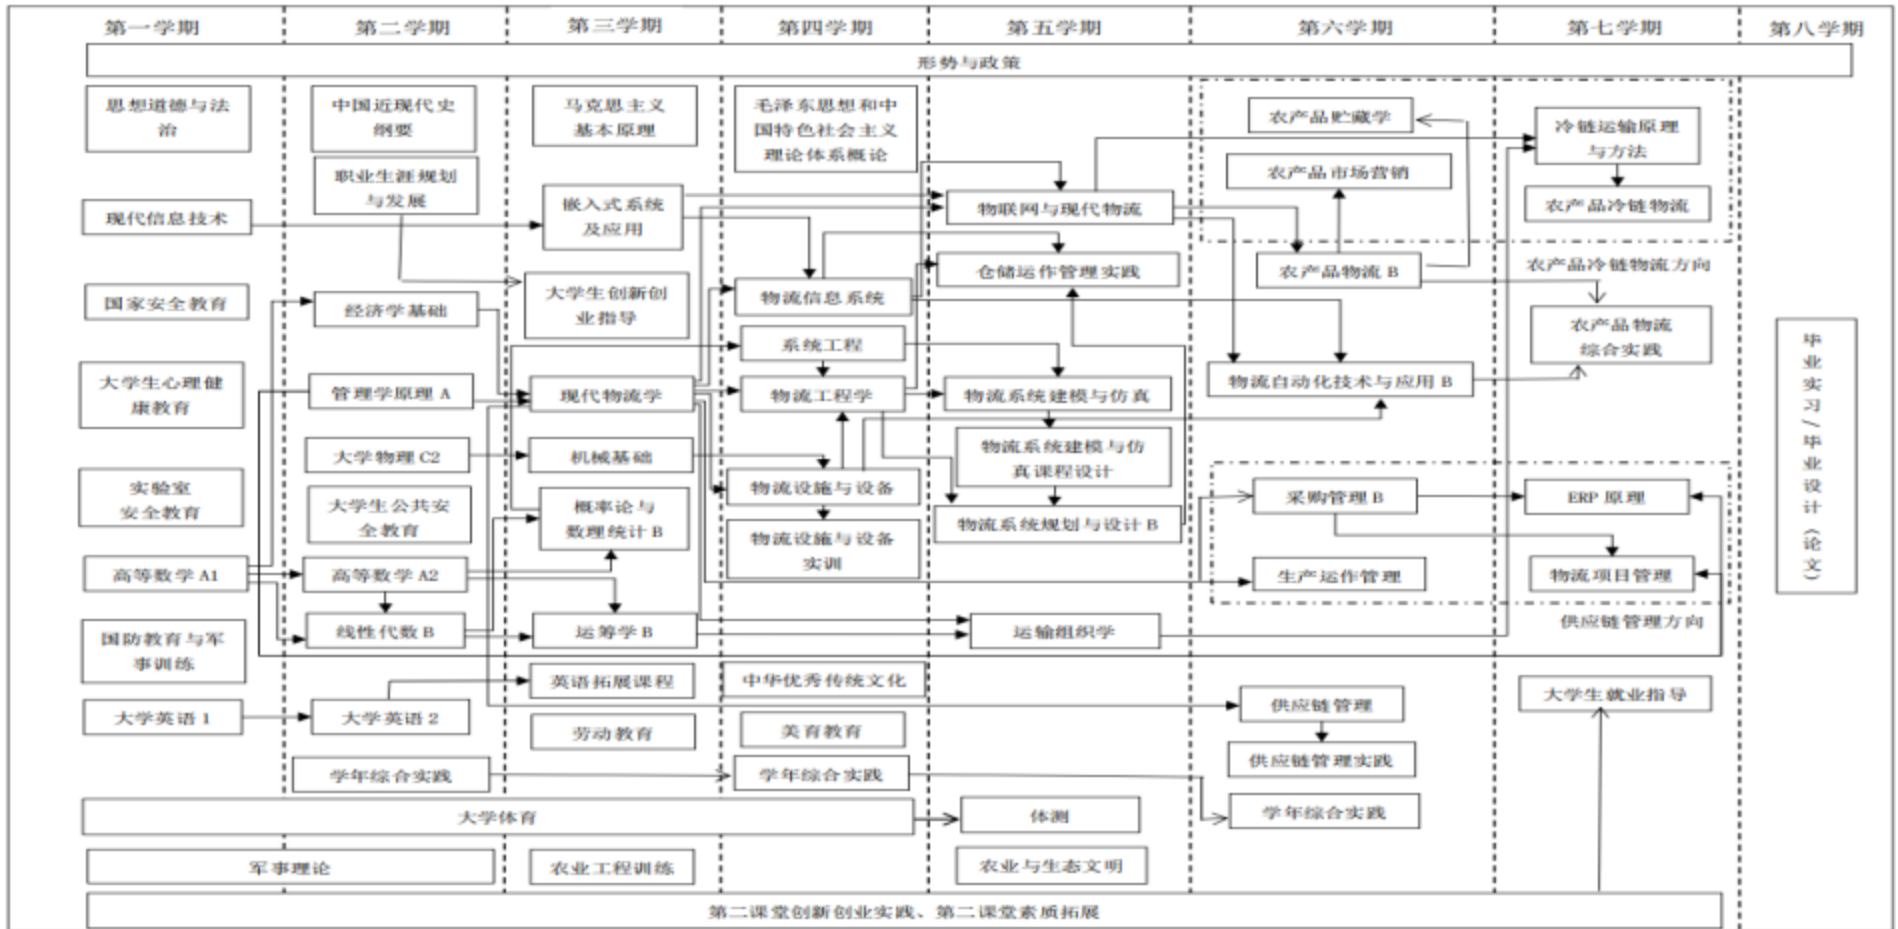 第一学期
第二学期
第三学期
第四学期
第五学期
第六学期
第七学期
第八学期
形势与政策
思想道德与法
治
现代信息技术
国家安全教育
大学生心理健
康教育
实验室
安全教育
高等数学 A1
国防教育与军
事训练
大学英语 1
中国近现代史
纲要
职业生涯规划
与发展
经济学基础
管理学原理 A
大学物理 C2
大学生公共安
全教育
高等数学 A2
线性代数 B
大学英语 2
学年综合实践
马克思主义
基本原理
嵌入式系统
及应用
大学生创新创
业指导
现代物流学
机械基础
概率论与
数理统计 B
运筹学 B
英语拓展课程
劳动教育
毛泽东思想和中
国特色社会主义
理论体系概论
物流信息系统
系统工程
物流工程学
物流设施与设备
物流设施与设备
实训
中华优秀传统文化
美育教育
学年综合实践
物联网与现代物流
仓储运作管理实践
物流系统建模与仿真
物流系统建模与仿
真课程设计
物流系统规划与设计 B
运输组织学
农产品贮藏学
农产品市场营销
农产品物流 B
物流自动化技术与应用 B
采购管理 B
生产运作管理
供应链管理
供应链管理实践
学年综合实践
冷链运输原理
与方法
农产品冷链物流
农产品冷链物流方向
农产品物流
综合实践
ERP 原理
物流项目管理
供应链管理方向
大学生就业指导
毕业实习/毕业设计（论文）
大学体育
体测
军事理论
农业工程训练
农业与生态文明
第二课堂创新创业实践、第二课堂素质拓展